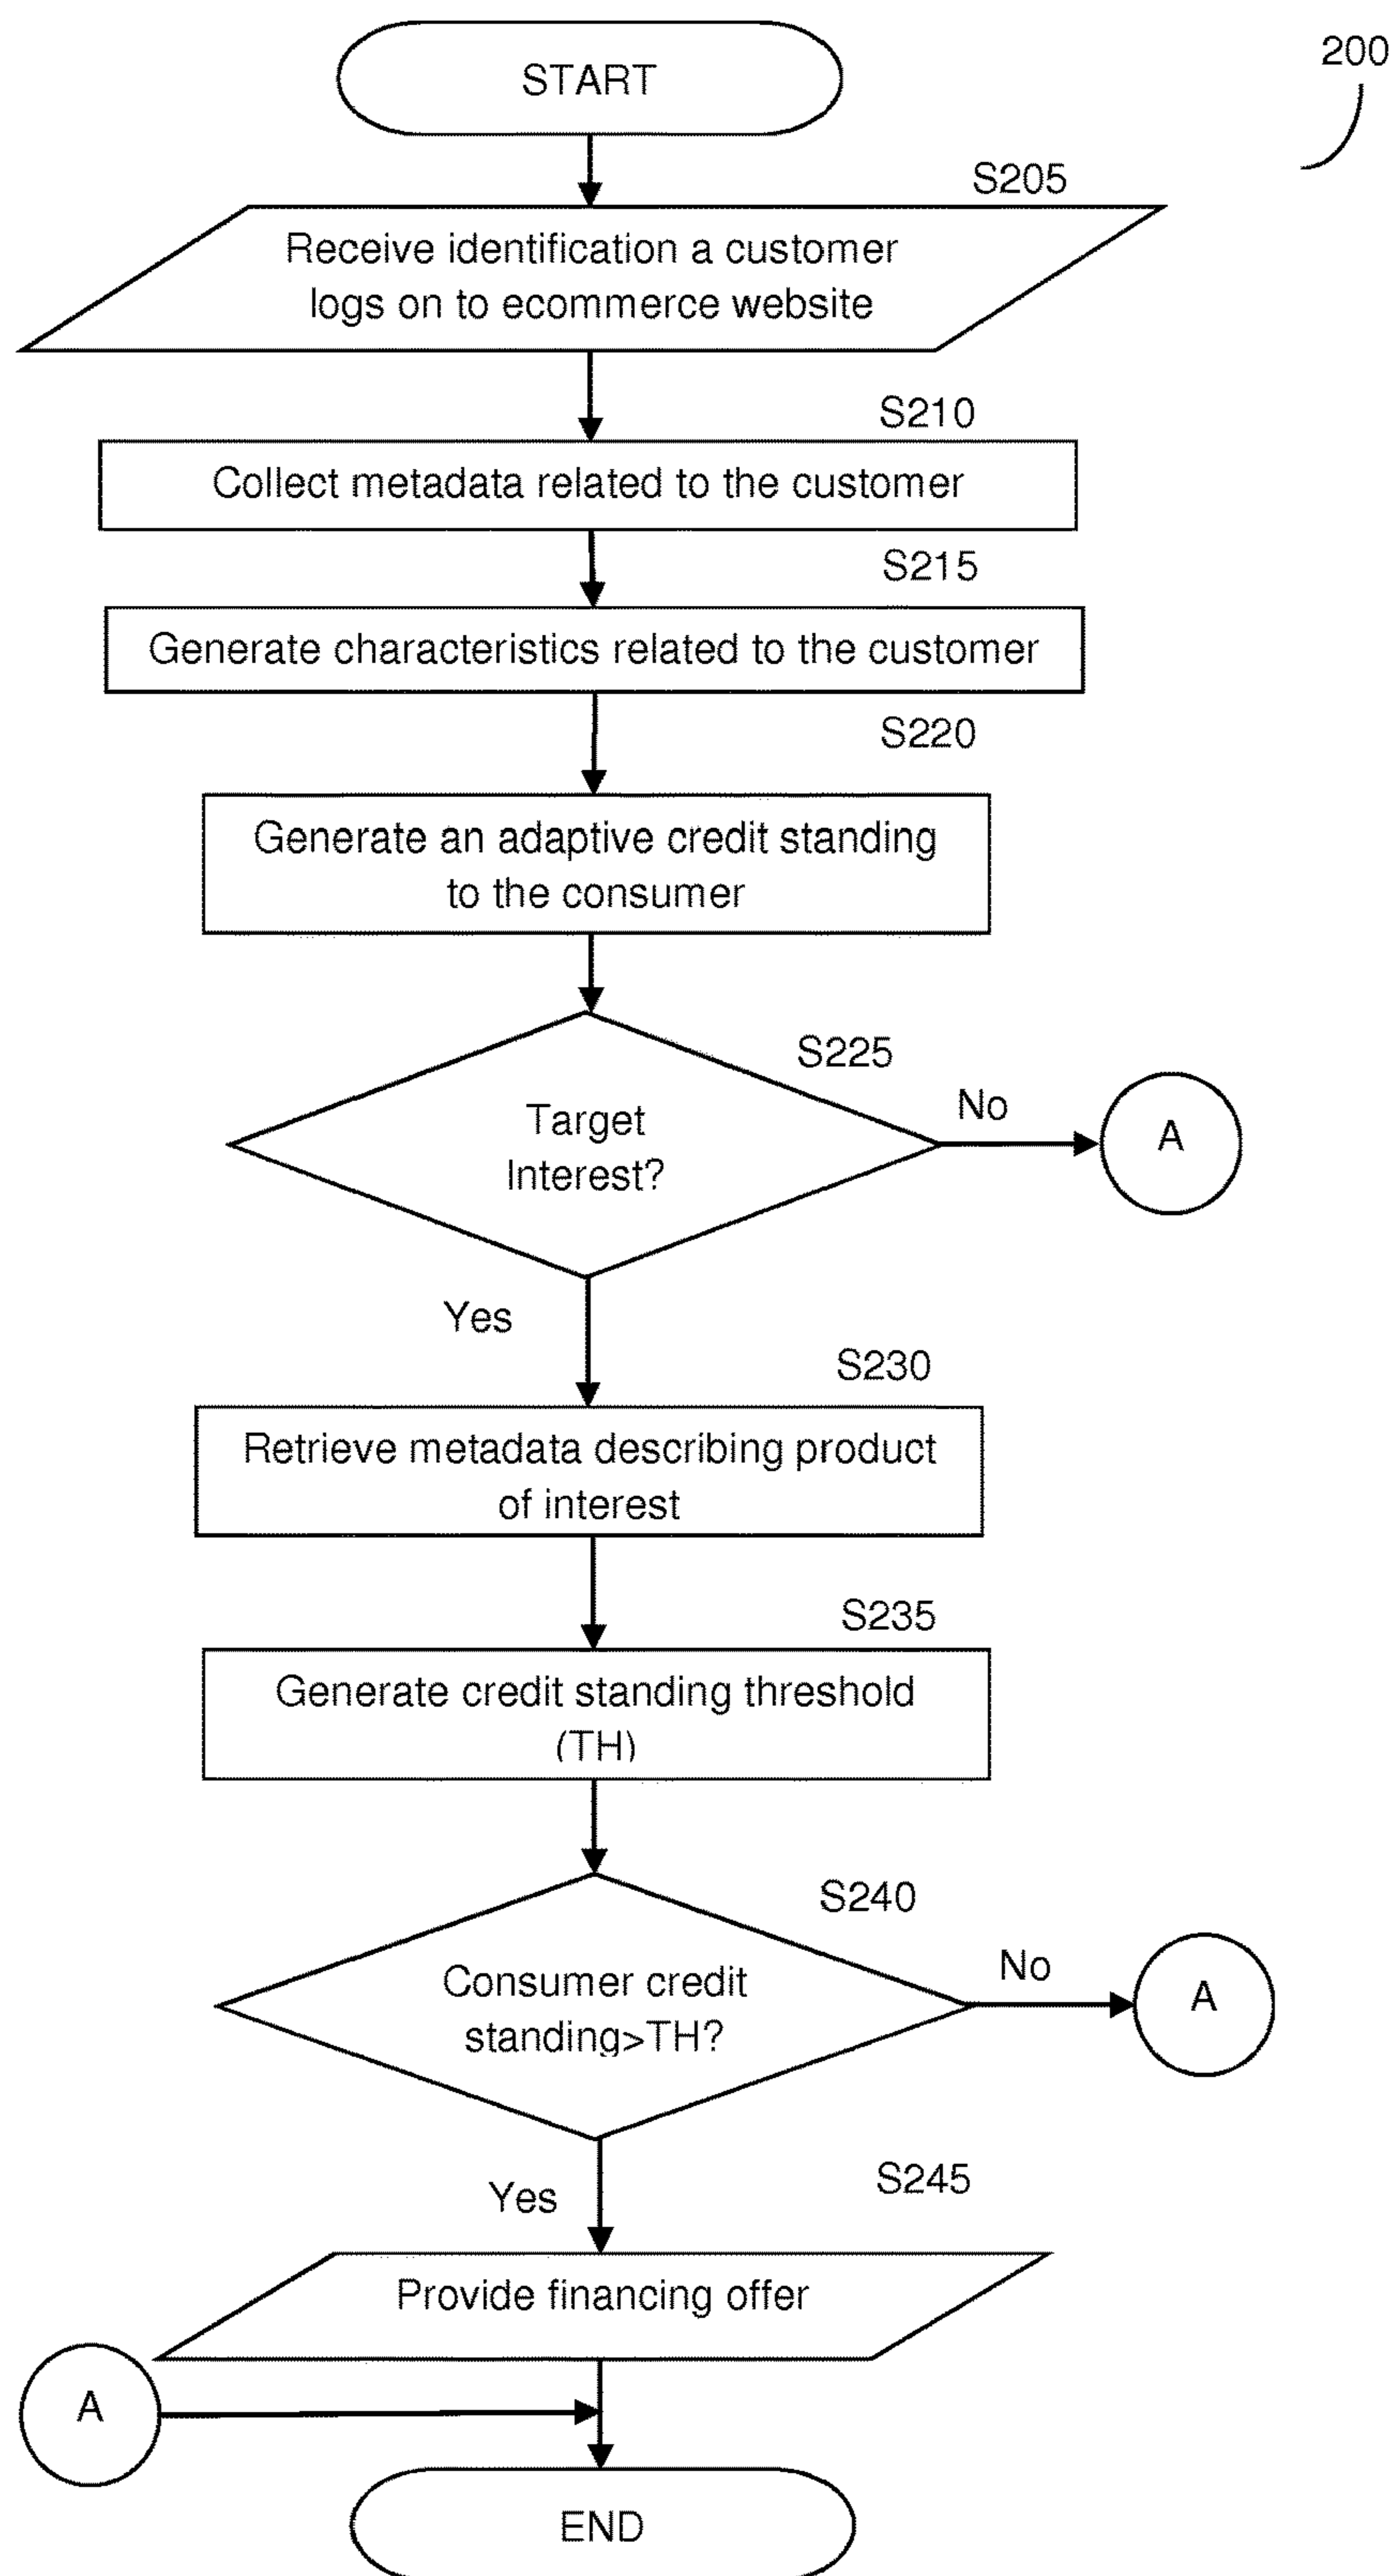 START
200
S205
Receive identification a customer
logs on to ecommerce website
S210
Collect metadata related to the customer
S215
Generate characteristics related to the customer
S220
Generate an adaptive credit standing
to the consumer
S225
Target
Interest?
No
A
Yes
S230
Retrieve metadata describing product
of interest
S235
Generate credit standing threshold
(TH)
S240
Consumer credit
standing>TH?
No
A
Yes
S245
Provide financing offer
A
END